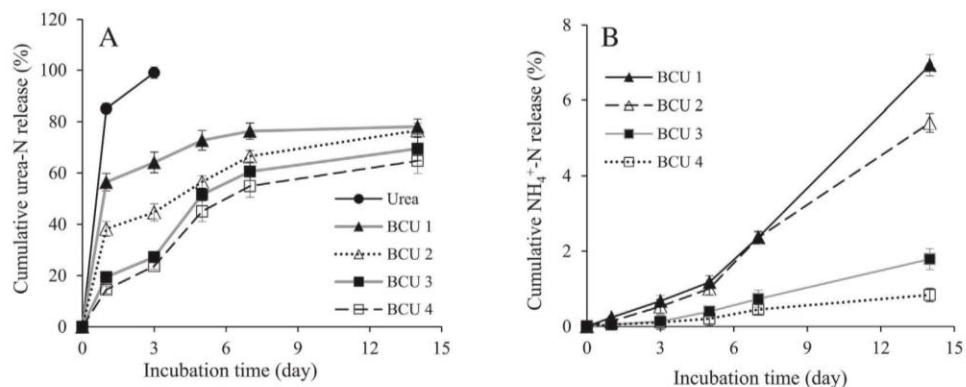 A
Cumulative urea-N release (%)
120
100
80
60
40
20
0
0
3
6
9
12
15
Incubation time (day)
Urea
BCU 1
BCU 2
BCU 3
BCU 4
B
Cumulative NH₄⁺-N release (%)
8
6
4
2
0
0
3
6
9
12
15
Incubation time (day)
BCU 1
BCU 2
BCU 3
BCU 4